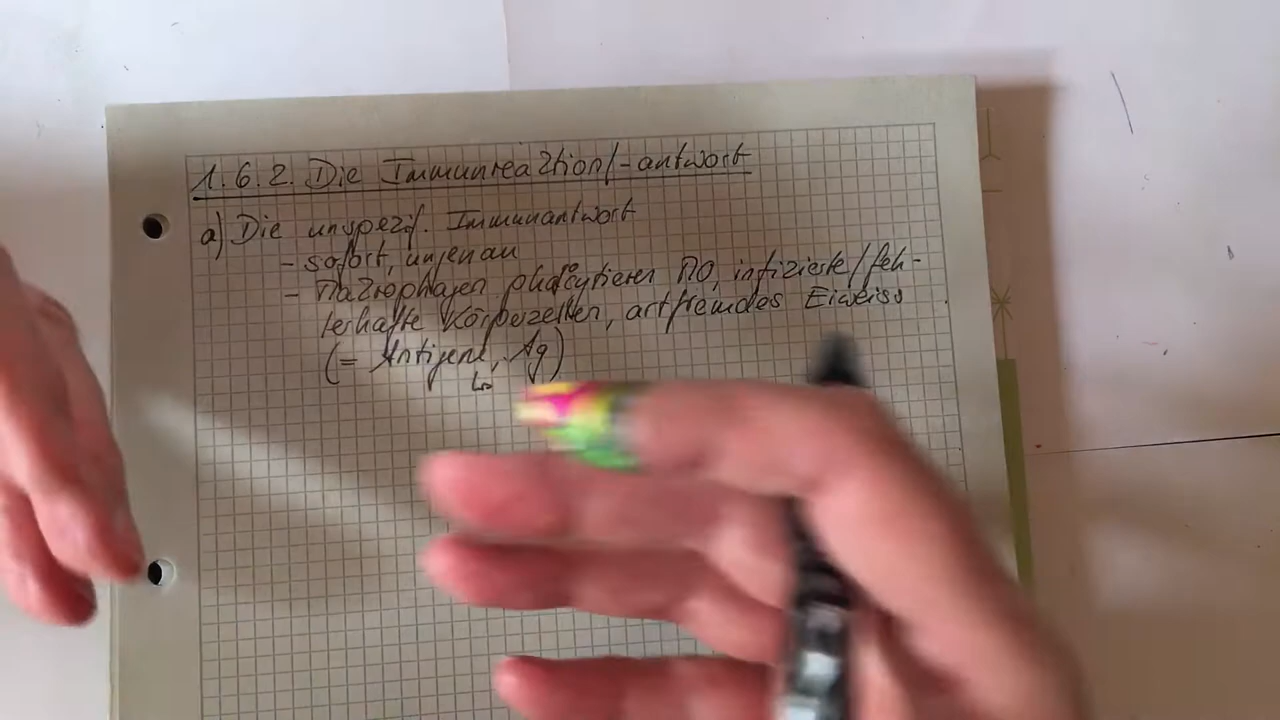 1.6.2. Die Immunreaktion/-antwort
a) Die unspezif. Immunantwort
- sofort, ungenau
- Makrophagen phagozytieren MO, infizierte/feh-
lerhafte Körperzellen, artfremdes Eiweiss
(= Antigene, Ag)